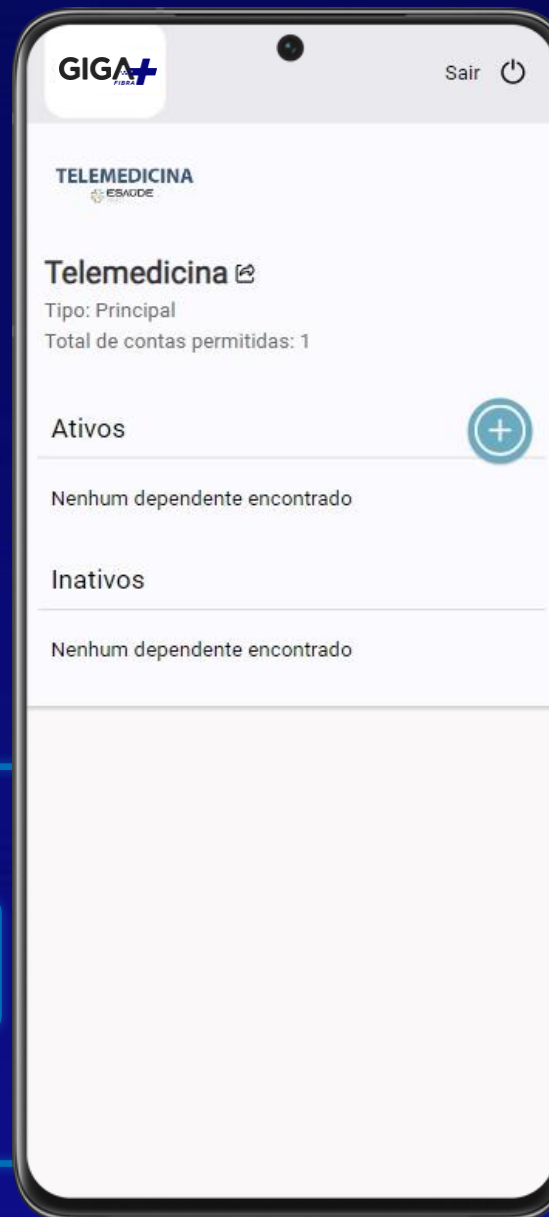 GIGA+
FIBRA
Sair
TELEMEDICINA
ESAÚDE
Telemedicina
Tipo: Principal
Total de contas permitidas: 1
Ativos
Nenhum dependente encontrado
Inativos
Nenhum dependente encontrado